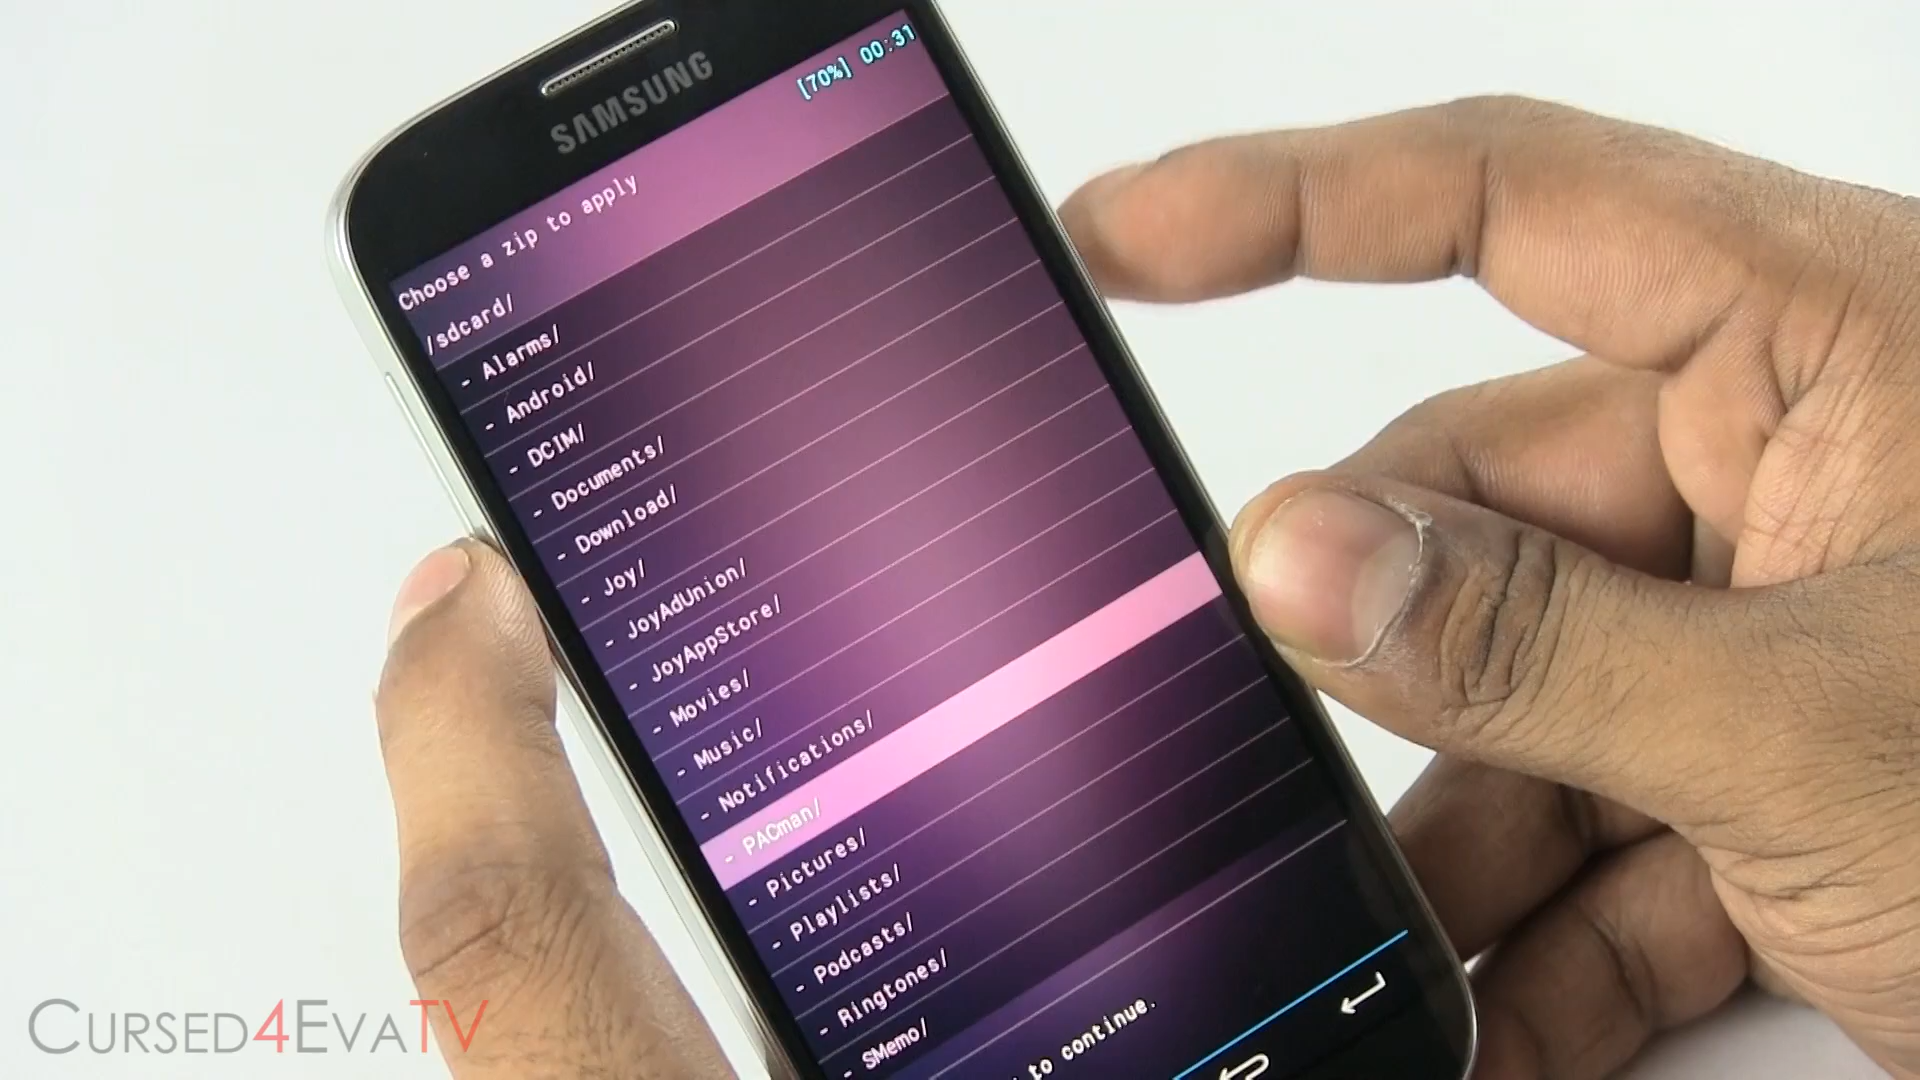 SAMSUNG
[70%] 00:31
Choose a zip to apply
/sdcard/
- Alarms/
- Android/
- DCIM/
- Documents/
- Download/
- Joy/
- JoyAdUnion/
- JoyAppStore/
- Movies/
- Music/
- Notifications/
- PACman/
- Pictures/
- Playlists/
- Podcasts/
- Ringtones/
- SMemo/
to continue.
CURSED4EVATV